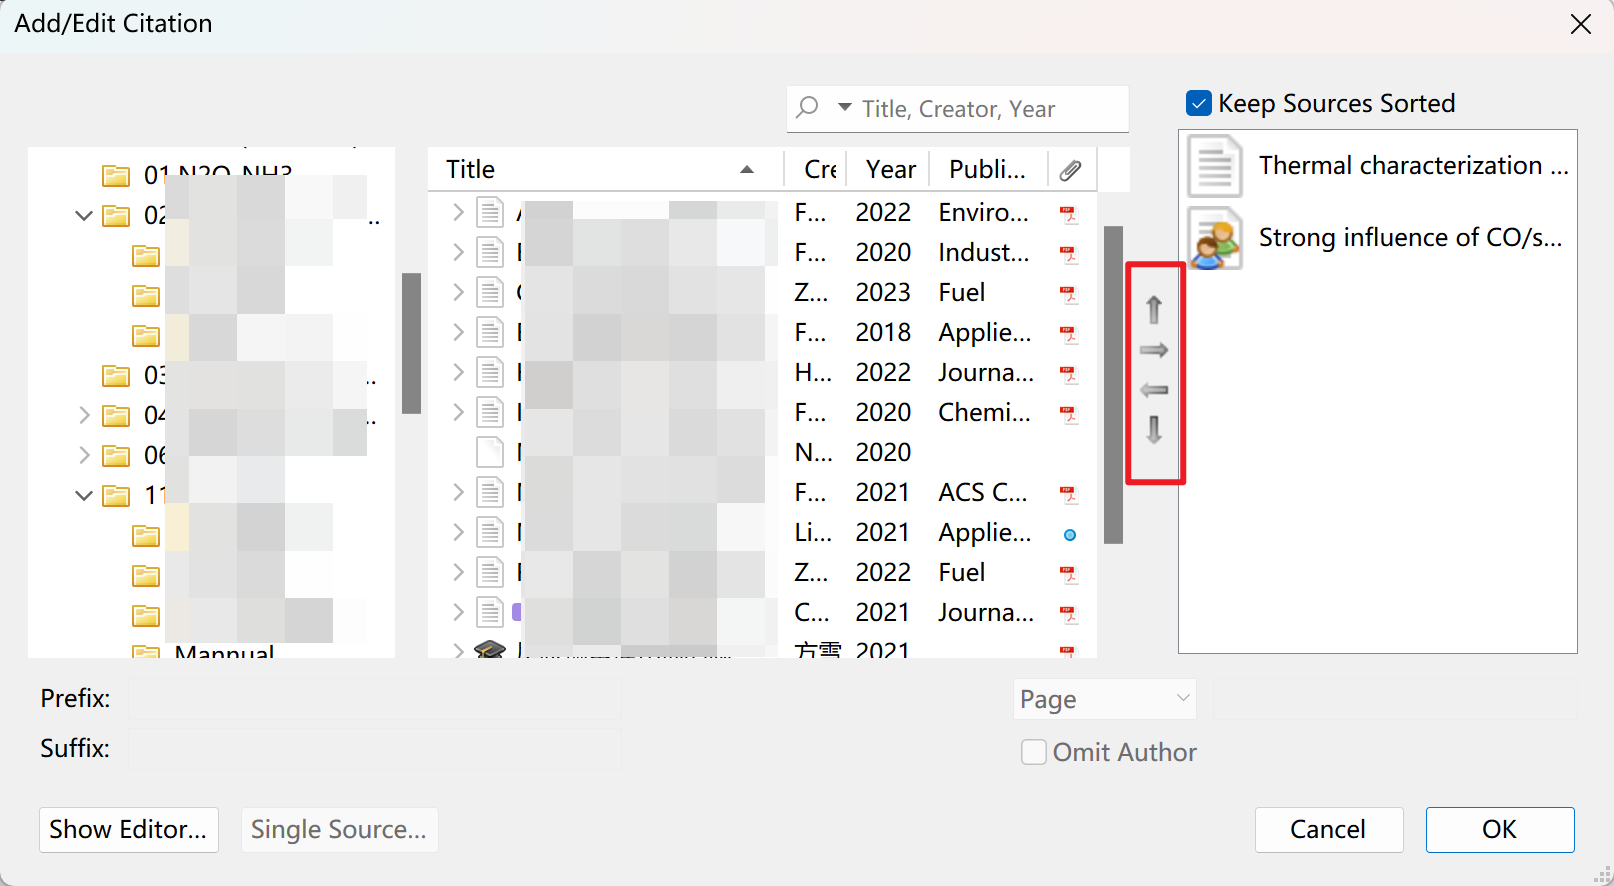 Add/Edit Citation
Title, Creator, Year
Keep Sources Sorted
Title Cre Year Publi...
Thermal characterization ...
Strong influence of CO/s...
01 N2O-NH3
02 ..
03 ..
04 ..
06
11
Mannual
F... 2022 Enviro...
F... 2020 Indust...
Z... 2023 Fuel
F... 2018 Applie...
H... 2022 Journa...
F... 2020 Chemi...
N... 2020
F... 2021 ACS C...
Li... 2021 Applie...
Z... 2022 Fuel
C... 2021 Journa...
方雪 2021
Prefix:
Page
Suffix:
Omit Author
Show Editor...
Single Source...
Cancel
OK